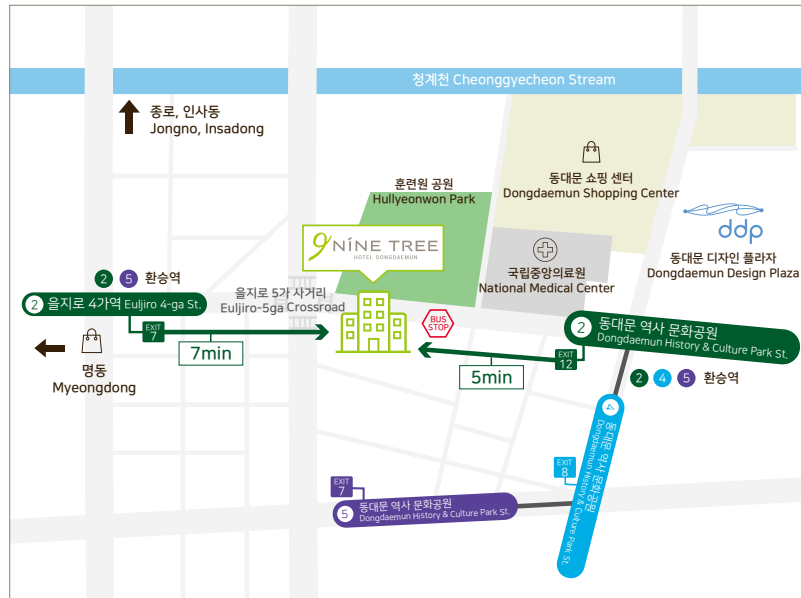 청계천 Cheonggyecheon Stream
종로, 인사동
Jongno, Insadong
훈련원 공원
Hullyeonwon Park
동대문 쇼핑 센터
Dongdaemun Shopping Center
ddp
동대문 디자인 플라자
Dongdaemun Design Plaza
9 NINE TREE
HOTEL DONGDAEMUN
국립중앙의료원
National Medical Center
2 5 환승역
2 을지로 4가역 Euljiro 4-ga St.
을지로 5가 사거리
Euljiro-5ga Crossroad
BUS
STOP
EXIT
7
7min
명동
Myeongdong
2 동대문 역사 문화공원
Dongdaemun History & Culture Park St.
EXIT
12
5min
2 4 5 환승역
4 동대문 역사 문화공원
Dongdaemun History & Culture Park St.
EXIT
8
EXIT
7
5 동대문 역사 문화공원
Dongdaemun History & Culture Park St.